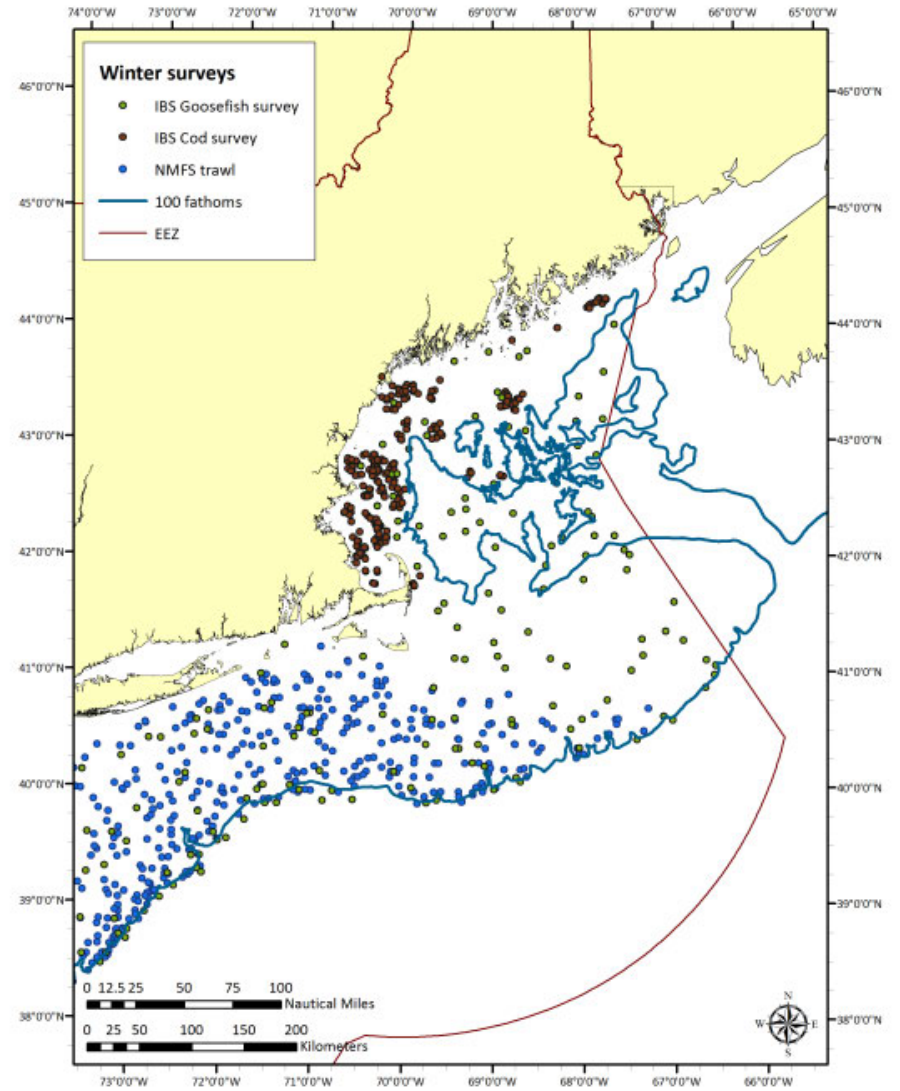 74°0'0"W 73°0'0"W 72°0'0"W 71°0'0"W 70°0'0"W 69°0'0"W 68°0'0"W 67°0'0"W 66°0'0"W 65°0'0"W
Winter surveys
IBS Goosefish survey
IBS Cod survey
NMFS trawl
100 fathoms
EEZ
46°0'0"N 46°0'0"N
45°0'0"N 45°0'0"N
44°0'0"N 44°0'0"N
43°0'0"N 43°0'0"N
42°0'0"N 42°0'0"N
41°0'0"N 41°0'0"N
40°0'0"N 40°0'0"N
39°0'0"N 39°0'0"N
38°0'0"N 38°0'0"N
0 12.5 25 50 75 100
Nautical Miles
0 25 50 100 150 200
Kilometers
N
W E
S
73°0'0"W 72°0'0"W 71°0'0"W 70°0'0"W 69°0'0"W 68°0'0"W 67°0'0"W 66°0'0"W